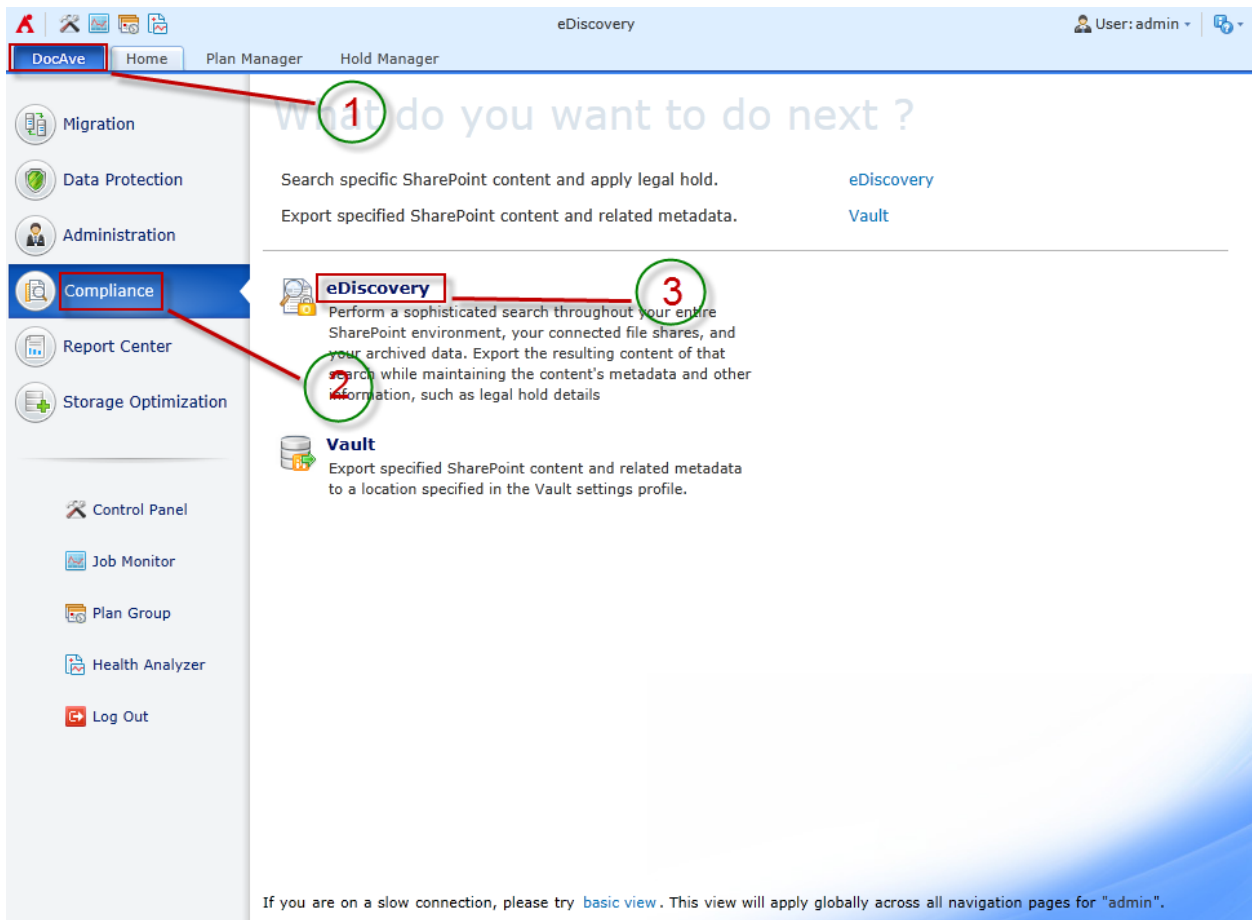 eDiscovery
User: admin
DocAve Home Plan Manager Hold Manager
1
What do you want to do next ?
Migration
Data Protection
Administration
Compliance
Report Center
Storage Optimization
Control Panel
Job Monitor
Plan Group
Health Analyzer
Log Out
Search specific SharePoint content and apply legal hold. eDiscovery
Export specified SharePoint content and related metadata. Vault
eDiscovery
3
Perform a sophisticated search throughout your entire
SharePoint environment, your connected file shares, and
your archived data. Export the resulting content of that
search while maintaining the content's metadata and other
2
information, such as legal hold details
Vault
Export specified SharePoint content and related metadata
to a location specified in the Vault settings profile.
If you are on a slow connection, please try basic view . This view will apply globally across all navigation pages for "admin".